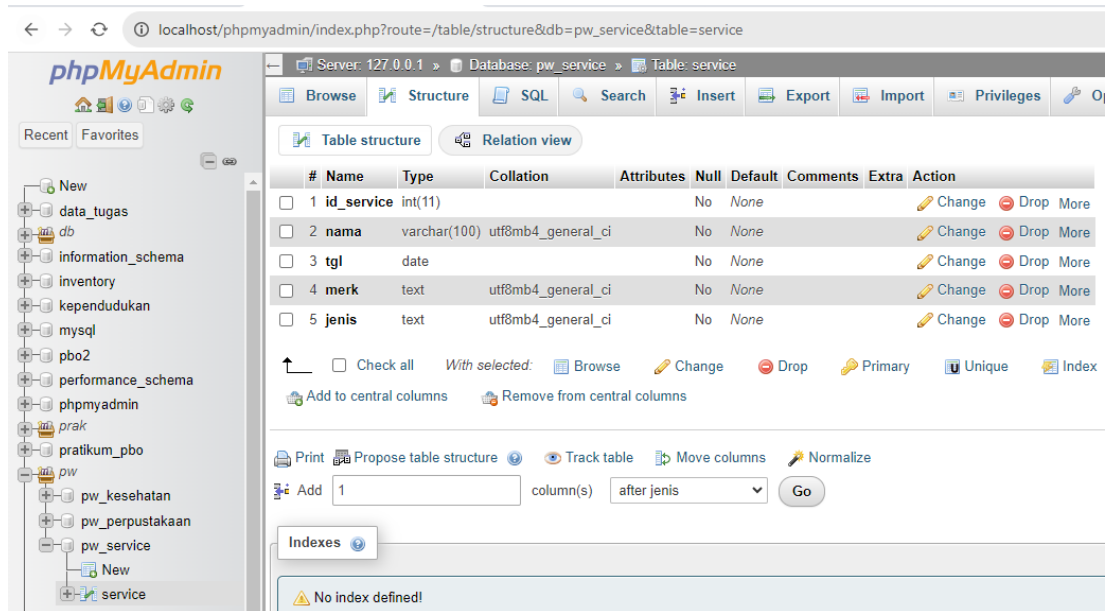 localhost/phpmyadmin/index.php?route=/table/structure&db=pw_service&table=service
phpMyAdmin
Recent Favorites
New
data_tugas
db
information_schema
inventory
kependudukan
mysql
pbo2
performance_schema
phpmyadmin
prak
pratikum_pbo
pw
pw_kesehatan
pw_perpustakaan
pw_service
New
service
Server: 127.0.0.1 » Database: pw_service » Table: service
Browse Structure SQL Search Insert Export Import Privileges
Table structure Relation view
# Name Type Collation Attributes Null Default Comments Extra Action
1 id_service int(11) No None Change Drop More
2 nama varchar(100) utf8mb4_general_ci No None Change Drop More
3 tgl date No None Change Drop More
4 merk text utf8mb4_general_ci No None Change Drop More
5 jenis text utf8mb4_general_ci No None Change Drop More
Check all With selected: Browse Change Drop Primary Unique Index
Add to central columns Remove from central columns
Print Propose table structure Track table Move columns Normalize
Add 1 column(s) after jenis Go
Indexes
No index defined!